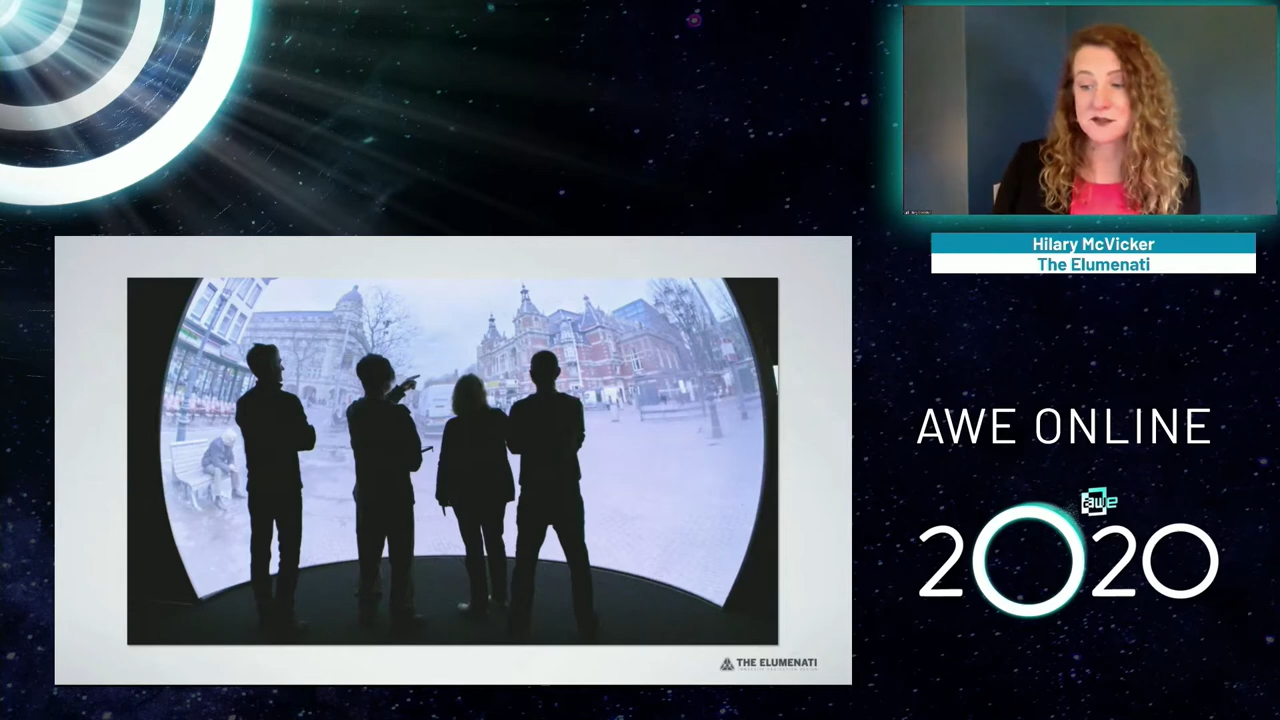 Hilary McVicker
The Elumenati
AWE ONLINE
awe
2020
THE ELUMENATI